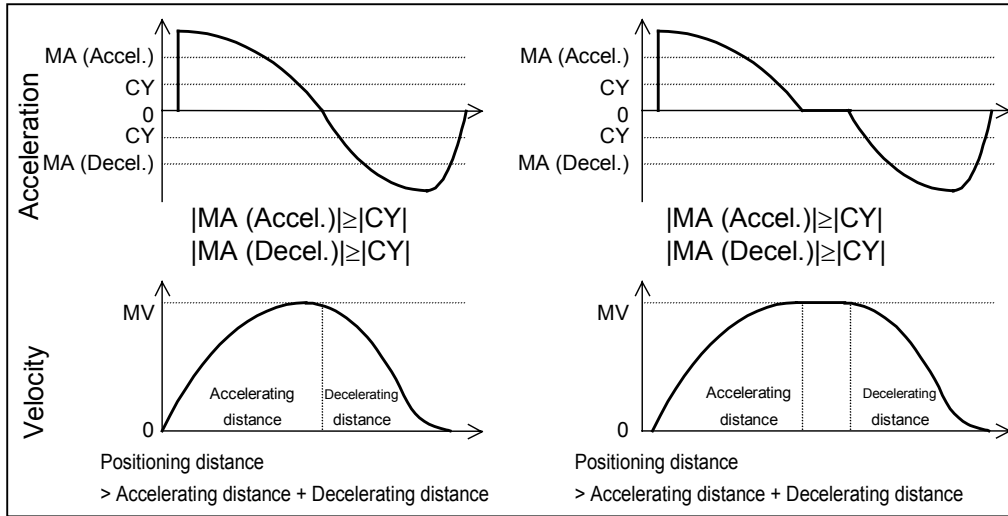 Acceleration
MA (Accel.)
CY
0
CY
MA (Decel.)
|MA (Accel.)|≥|CY|
|MA (Decel.)|≥|CY|
MA (Accel.)
CY
0
CY
MA (Decel.)
|MA (Accel.)|≥|CY|
|MA (Decel.)|≥|CY|
Velocity
MV
Accelerating
distance
Decelerating
distance
0
Positioning distance
> Accelerating distance + Decelerating distance
MV
Accelerating
distance
Decelerating
distance
0
Positioning distance
> Accelerating distance + Decelerating distance